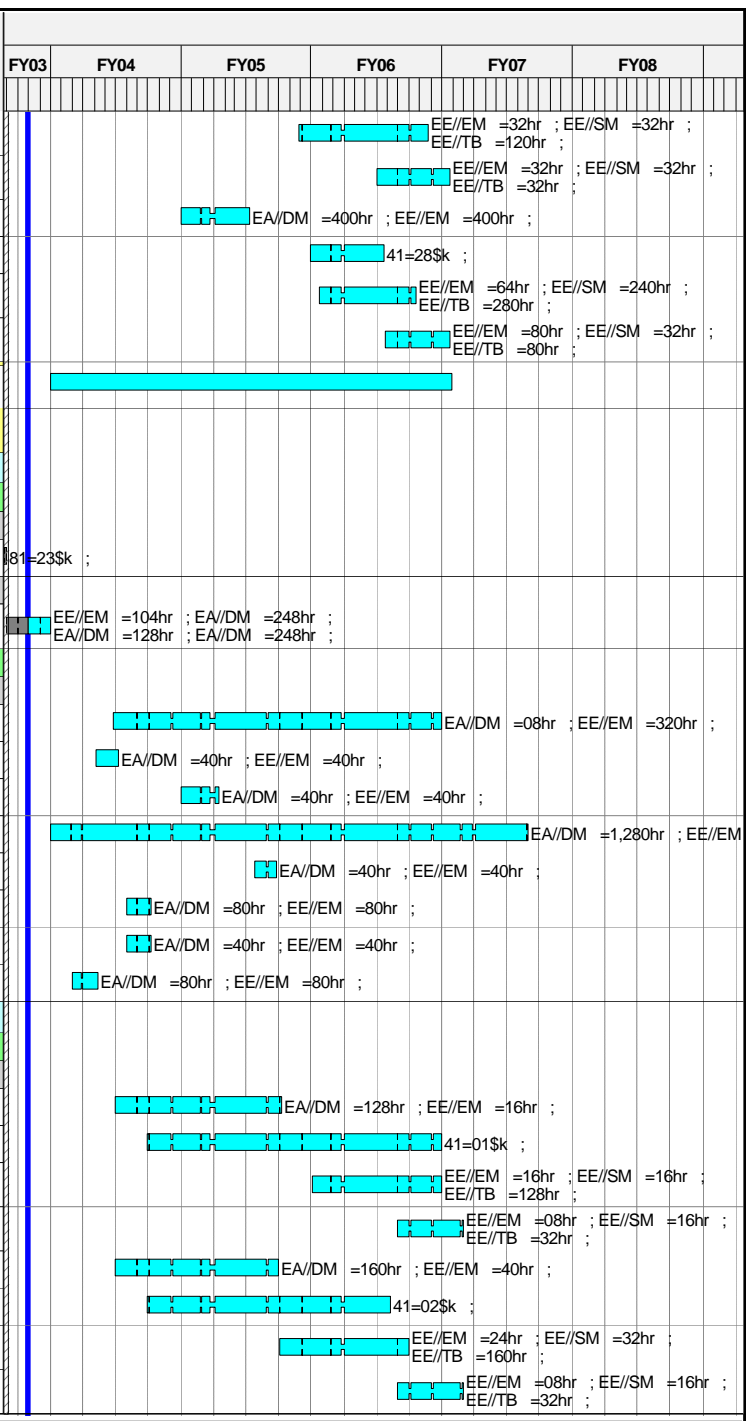 FY03 FY04 FY05 FY06 FY07 FY08
EE//EM =32hr ; EE//SM =32hr ;
EE//TB =120hr ;
EE//EM =32hr ; EE//SM =32hr ;
EE//TB =32hr ;
EA//DM =400hr ; EE//EM =400hr ;
41=28$k ;
EE//EM =64hr ; EE//SM =240hr ;
EE//TB =280hr ;
EE//EM =80hr ; EE//SM =32hr ;
EE//TB =80hr ;
81=23$k ;
EE//EM =104hr ; EA//DM =248hr ;
EA//DM =128hr ; EA//DM =248hr ;
EA//DM =08hr ; EE//EM =320hr ;
EA//DM =40hr ; EE//EM =40hr ;
EA//DM =40hr ; EE//EM =40hr ;
EA//DM =1,280hr ; EE//EM
EA//DM =40hr ; EE//EM =40hr ;
EA//DM =80hr ; EE//EM =80hr ;
EA//DM =40hr ; EE//EM =40hr ;
EA//DM =80hr ; EE//EM =80hr ;
EA//DM =128hr ; EE//EM =16hr ;
41=01$k ;
EE//EM =16hr ; EE//SM =16hr ;
EE//TB =128hr ;
EE//EM =08hr ; EE//SM =16hr ;
EE//TB =32hr ;
EA//DM =160hr ; EE//EM =40hr ;
41=02$k ;
EE//EM =24hr ; EE//SM =32hr ;
EE//TB =160hr ;
EE//EM =08hr ; EE//SM =16hr ;
EE//TB =32hr ;